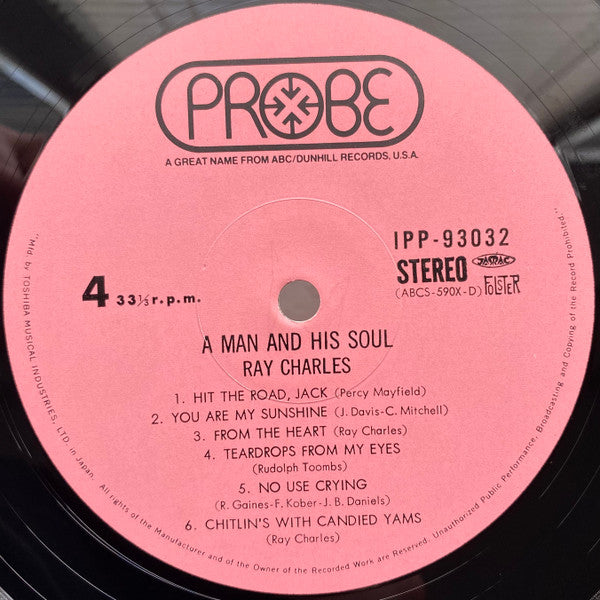 PROBE
A GREAT NAME FROM ABC/DUNHILL RECORDS, U.S.A.
IPP-93032
STEREO JASRAC
(ABCS-590X-D) FOLSTER
4 33⅓ r.p.m.
A MAN AND HIS SOUL
RAY CHARLES
1. HIT THE ROAD, JACK (Percy Mayfield)
2. YOU ARE MY SUNSHINE (J. Davis-C. Mitchell)
3. FROM THE HEART (Ray Charles)
4. TEARDROPS FROM MY EYES
(Rudolph Toombs)
5. NO USE CRYING
(R. Gaines-F. Kober-J.B. Daniels)
6. CHITLIN'S WITH CANDIED YAMS
(Ray Charles)
"Mfd. by TOSHIBA MUSICAL INDUSTRIES, LTD. in Japan. All rights of the Manufacturer and of the Owner of the Recorded Work are Reserved. Unauthorized Public Performance, Broadcasting and Copying of the Record Prohibited."